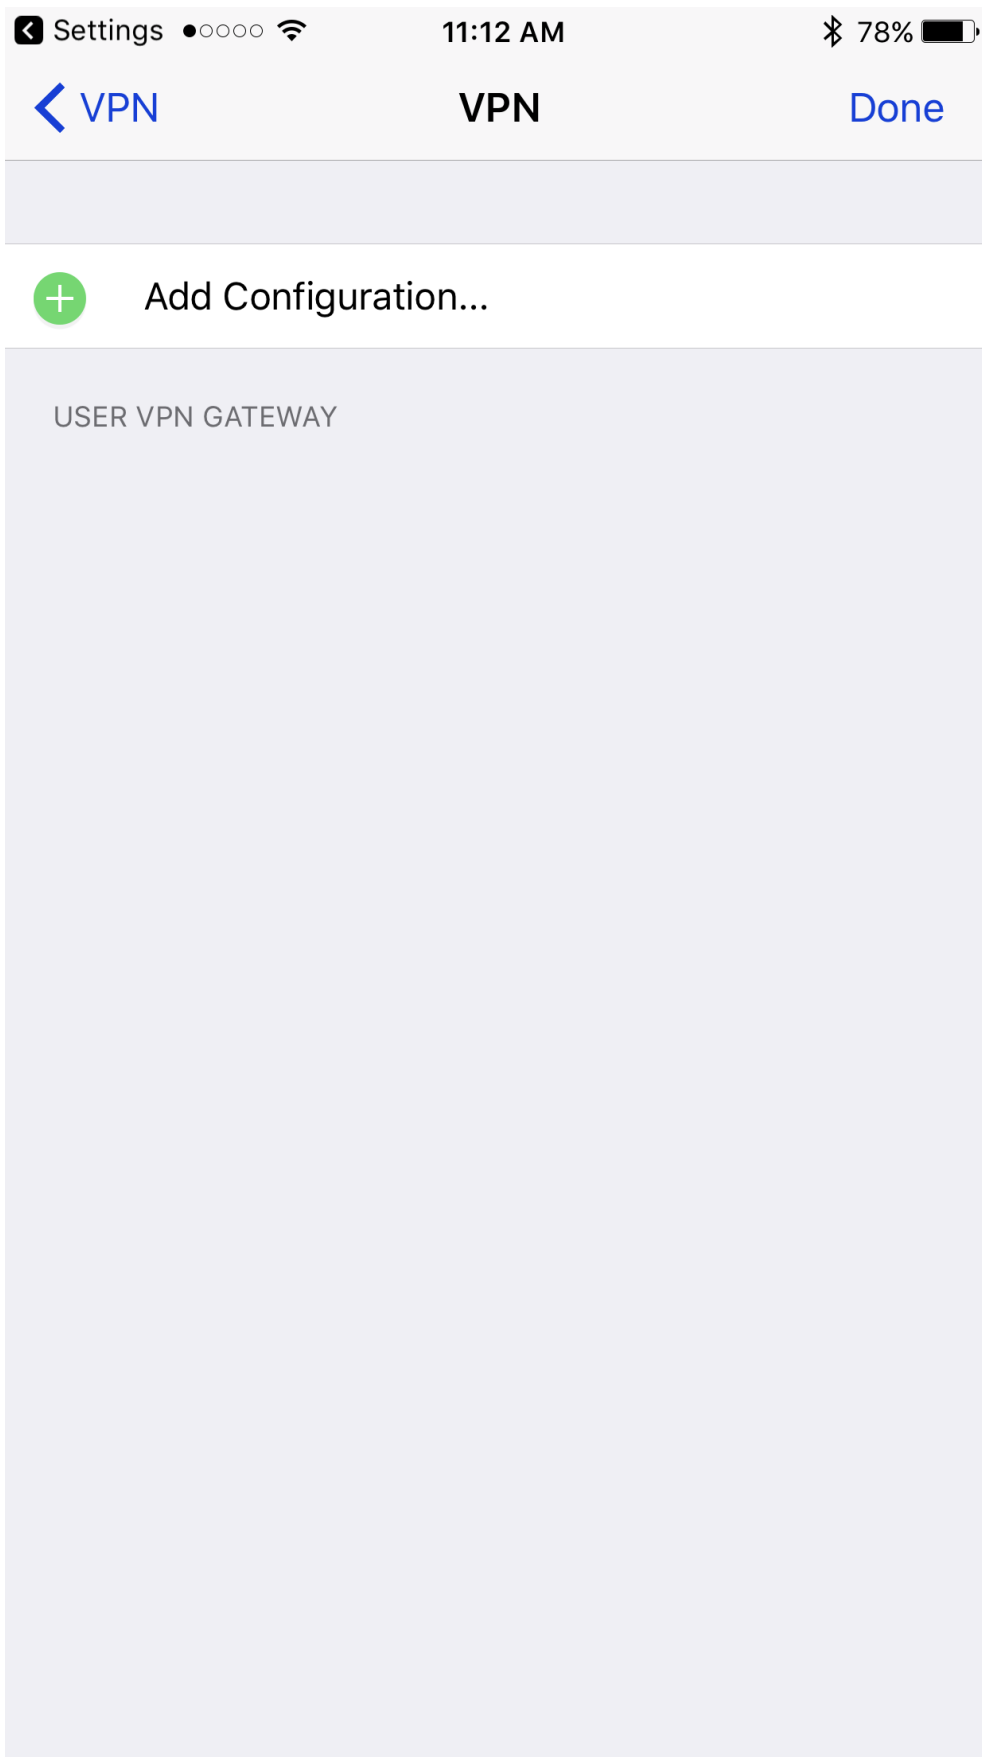 Settings 11:12 AM 78%
VPN VPN Done
Add Configuration...
USER VPN GATEWAY